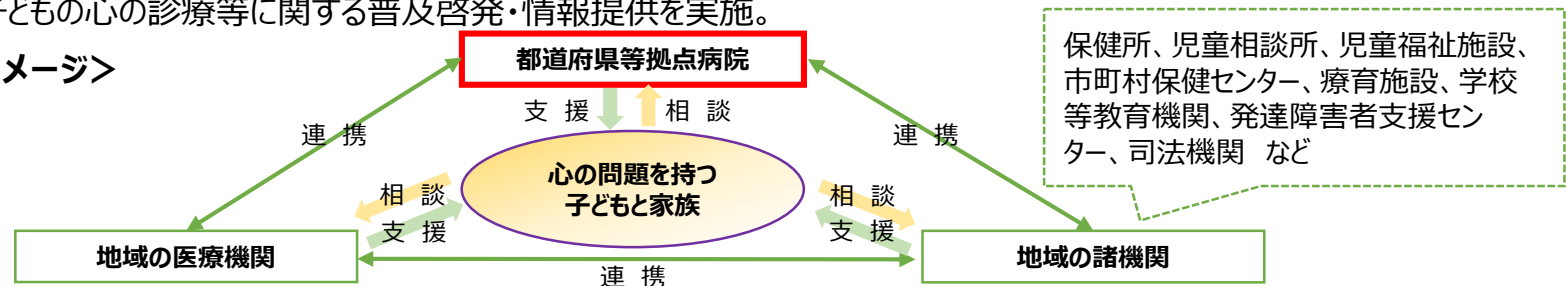 子どもの心の診療等に関する普及啓発・情報提供を実施。
メージ＞
都道府県等拠点病院
保健所、児童相談所、児童福祉施設、
市町村保健センター、療育施設、学校
等教育機関、発達障害者支援セン
ター、司法機関　など
支 援
相 談
連 携
連 携
心の問題を持つ
子どもと家族
相 談
支 援
相 談
支 援
地域の医療機関
地域の諸機関
連 携